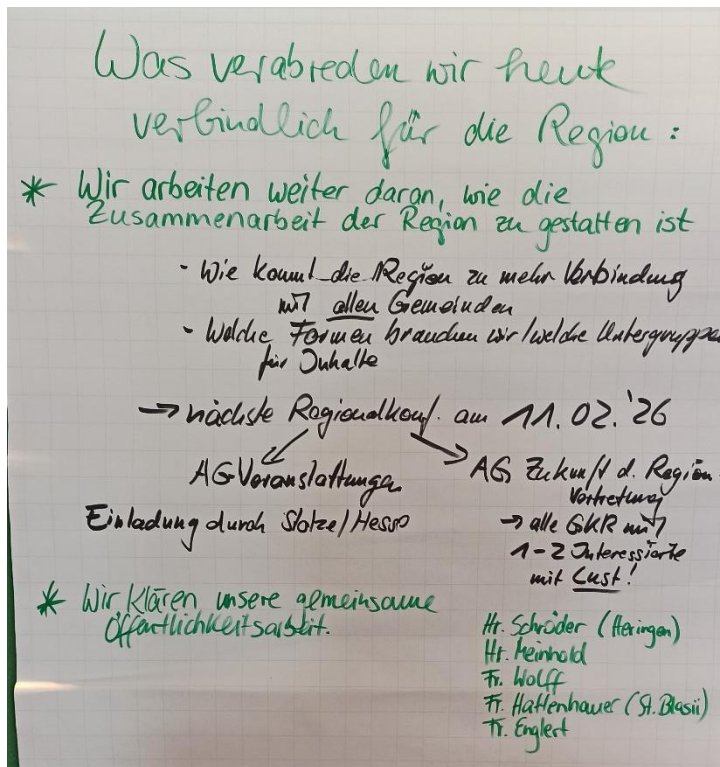 Was verabreden wir heute
verbindlich für die Region :
* Wir arbeiten weiter daran, wie die
Zusammenarbeit der Region zu gestalten ist
- Wie kommt die Region zu mehr Verbindung
mit allen Gemeinden
- Welche Formen brauchen wir / welche Untergruppen
für Inhalte
→ nächste Regionalkonf. am 11.02.'26
AG Veranstaltungen
Einladung durch Stolze/Hesse
AG Zukunft d. Region
Vertretung
→ alle GKR mit
1-2 Interessierte
mit Lust!
* Wir klären unsere gemeinsame
Öffentlichkeitsarbeit.
Hr. Schröder (Heringen)
Hr. Meinhold
Fr. Wolff
Fr. Hattenhauer (St. Blasii)
Fr. Englert